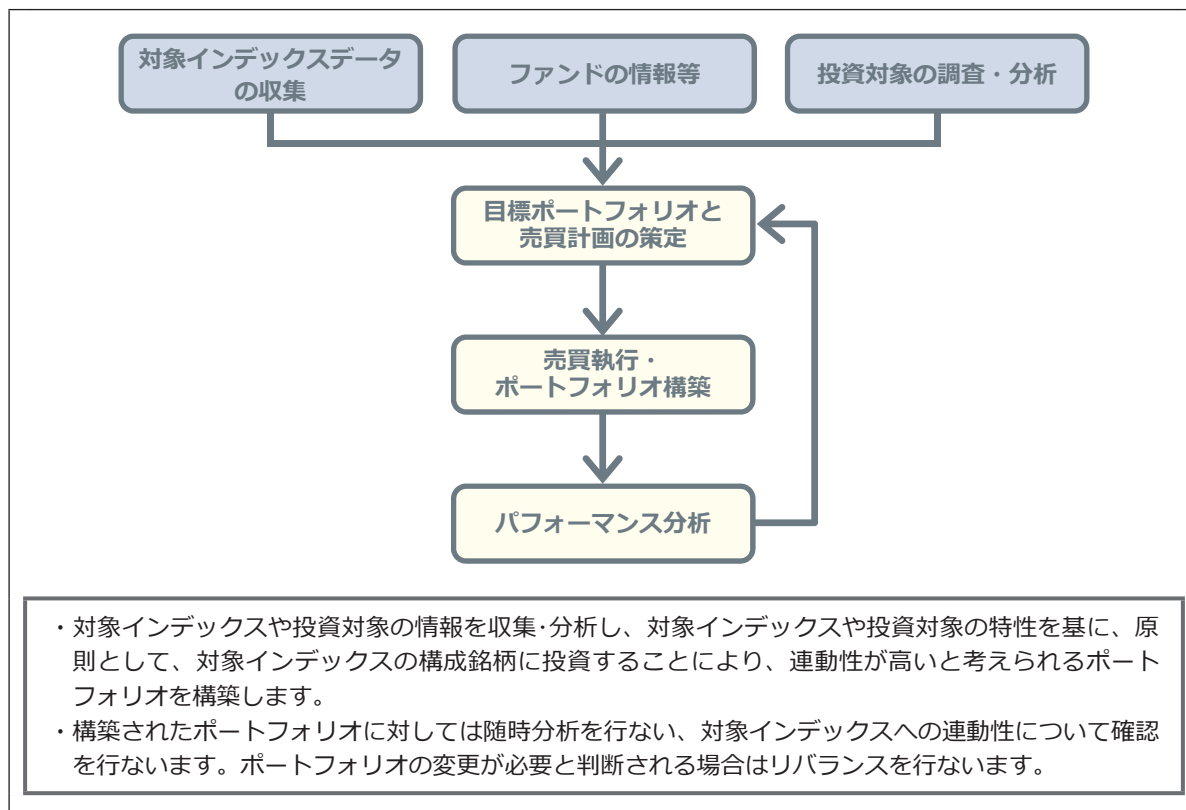 対象インデックスデータ
の収集
ファンドの情報等
投資対象の調査・分析
目標ポートフォリオと
売買計画の策定
売買執行・
ポートフォリオ構築
パフォーマンス分析
・対象インデックスや投資対象の情報を収集・分析し、対象インデックスや投資対象の特性を基に、原
則として、対象インデックスの構成銘柄に投資することにより、連動性が高いと考えられるポート
フォリオを構築します。
・構築されたポートフォリオに対しては随時分析を行ない、対象インデックスへの連動性について確認
を行ないます。ポートフォリオの変更が必要と判断される場合はリバランスを行ないます。